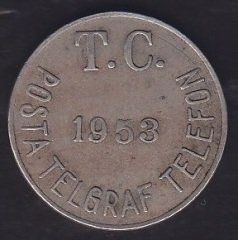 T.C.
1953
POSTA TELGRAF TELEFON